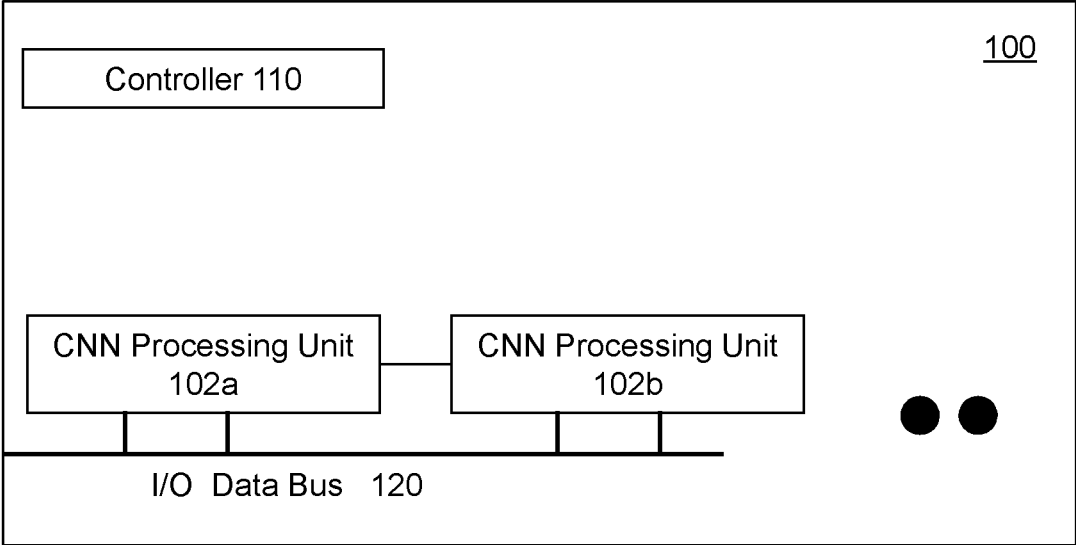 100
Controller 110
CNN Processing Unit
102a
CNN Processing Unit
102b
I/O Data Bus 120